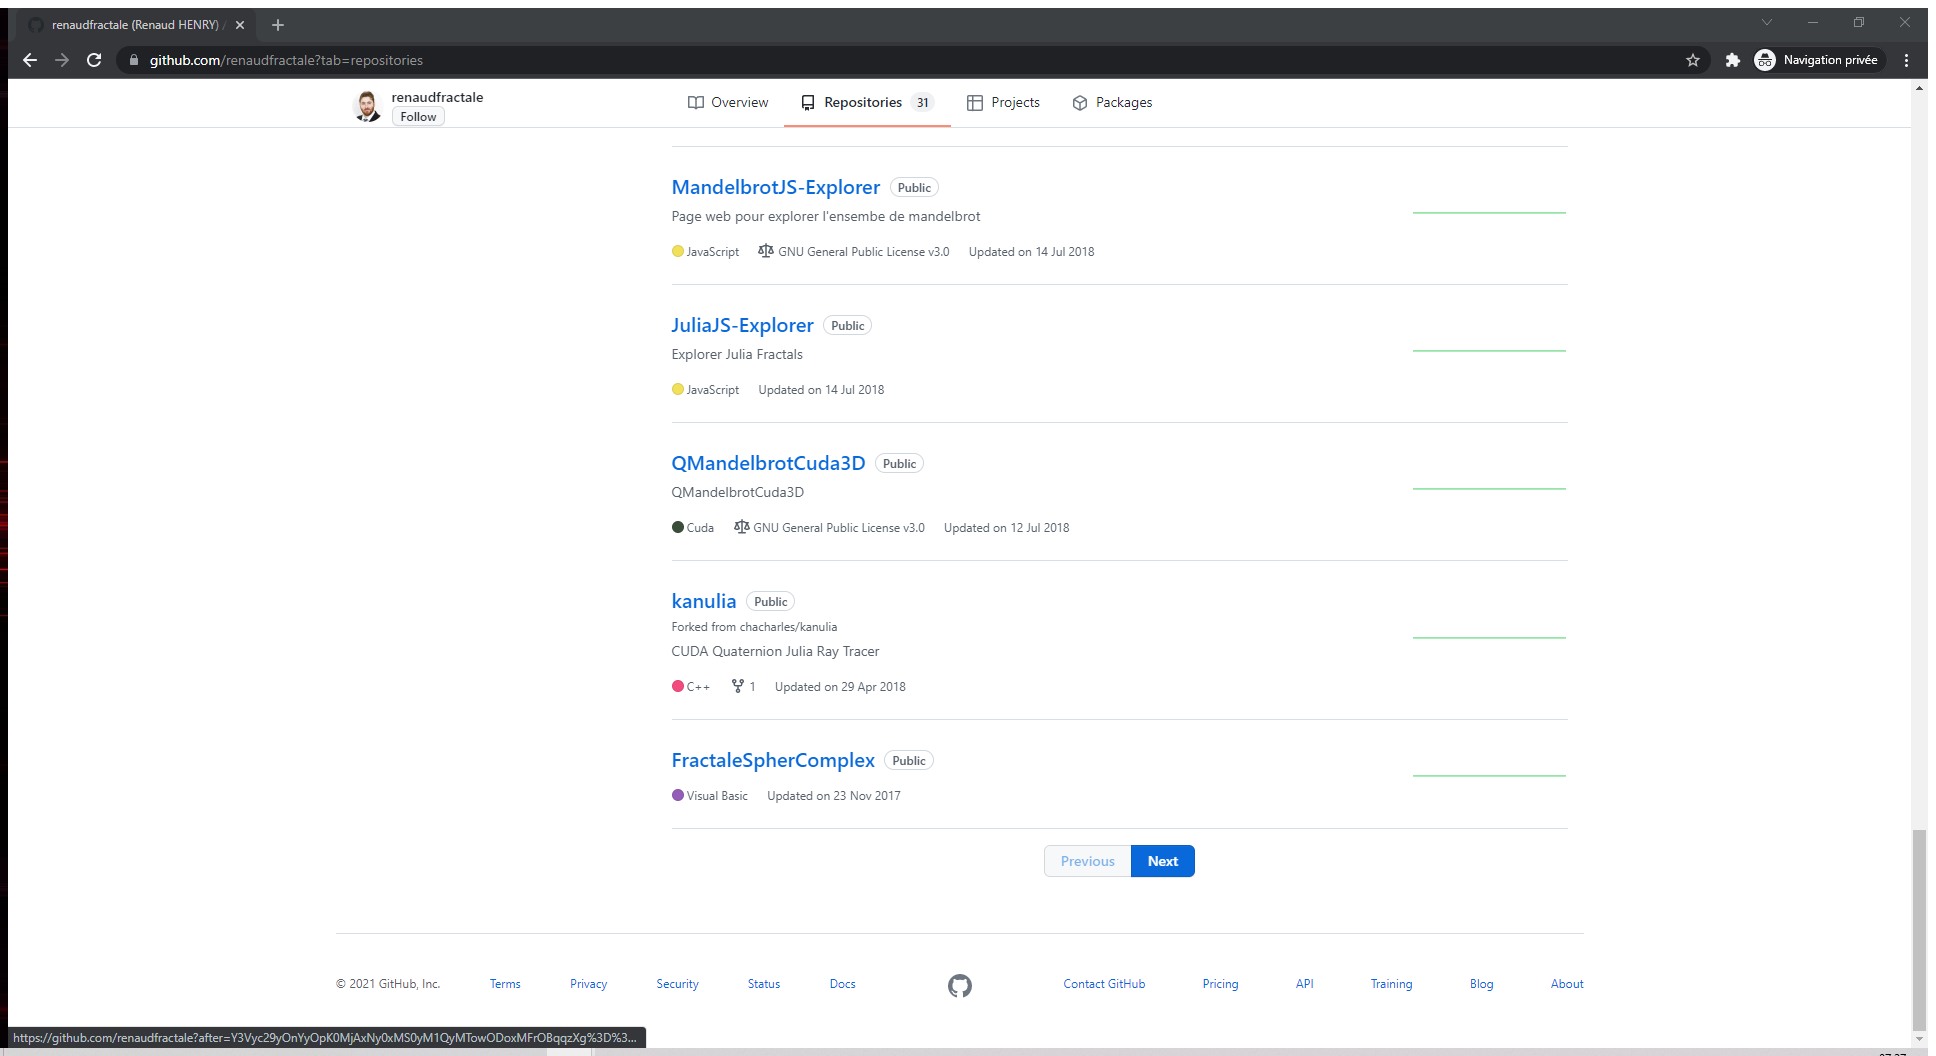 renaudfractale (Renaud HENRY) /
github.com/renaudfractale?tab=repositories
Navigation privée
renaudfractale
Follow
Overview
Repositories 31
Projects
Packages
MandelbrotJS-Explorer Public
Page web pour explorer l'ensembe de mandelbrot
JavaScript GNU General Public License v3.0 Updated on 14 Jul 2018
JuliaJS-Explorer Public
Explorer Julia Fractals
JavaScript Updated on 14 Jul 2018
QMandelbrotCuda3D Public
QMandelbrotCuda3D
Cuda GNU General Public License v3.0 Updated on 12 Jul 2018
kanulia Public
Forked from chacharles/kanulia
CUDA Quaternion Julia Ray Tracer
C++ 1 Updated on 29 Apr 2018
FractaleSpherComplex Public
Visual Basic Updated on 23 Nov 2017
Previous Next
© 2021 GitHub, Inc. Terms Privacy Security Status Docs Contact GitHub Pricing API Training Blog About
https://github.com/renaudfractale?after=Y3Vyc29yOnYyOpK0MjAxNy0xMS0yM1QyMTowODoxMFrOBqqzXg%3D%3...